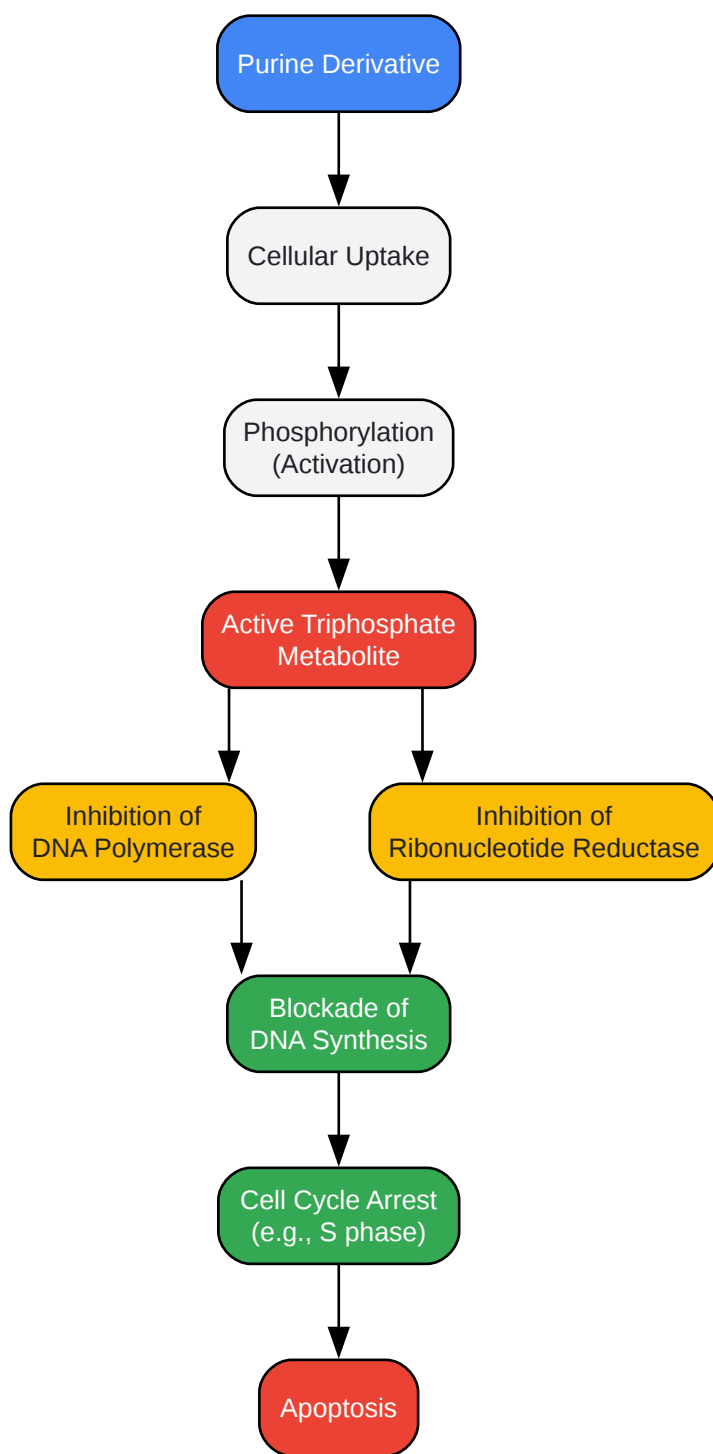 Purine Derivative
Cellular Uptake
Phosphorylation
(Activation)
Active Triphosphate
Metabolite
Inhibition of
DNA Polymerase
Inhibition of
Ribonucleotide Reductase
Blockade of
DNA Synthesis
Cell Cycle Arrest
(e.g., S phase)
Apoptosis